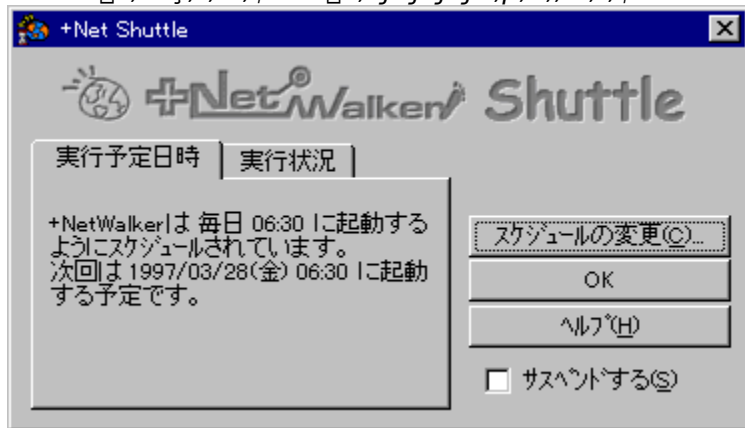 +Net Shuttle
+NetWalker Shuttle
実行予定日時
実行状況
+NetWalkerは 毎日 06:30 に起動する
ようにスケジュールされています。
次回は 1997/03/28(金) 06:30 に起動
する予定です。
スケジュールの変更(C)...
OK
ヘルプ(H)
サスペンドする(S)